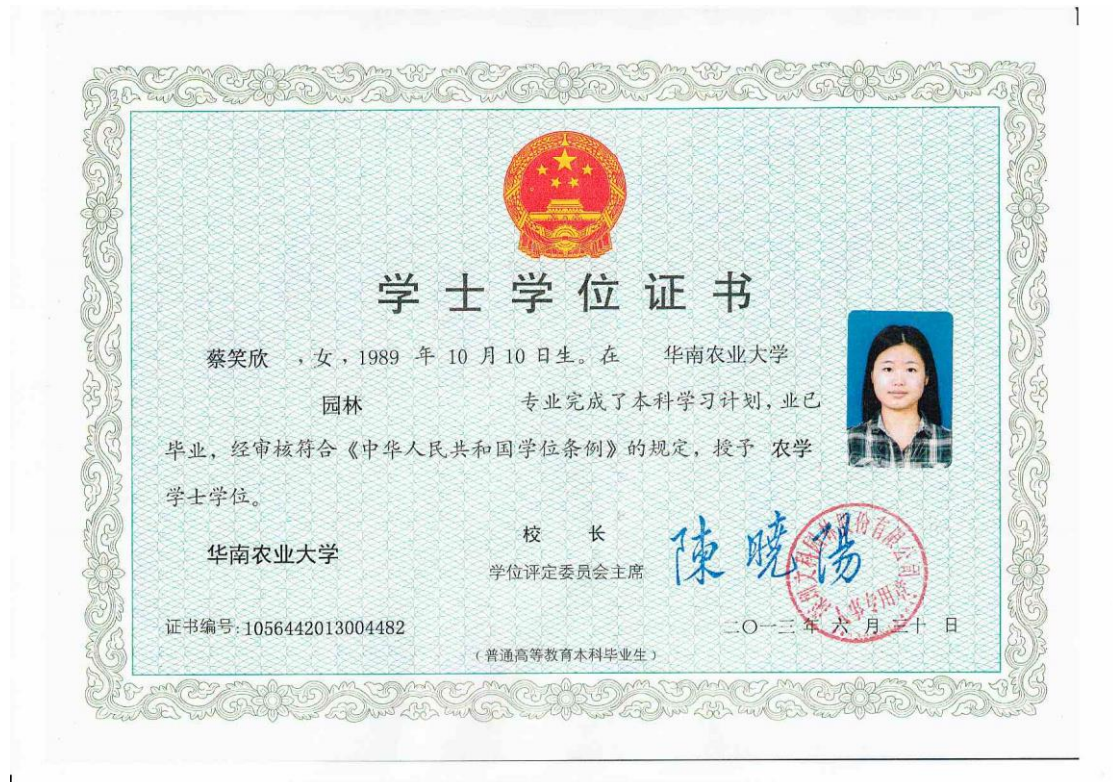 学士学位证书
蔡笑欣 ,女,1989 年 10 月 10 日生。在 华南农业大学
园林 专业完成了本科学习计划,业已
毕业,经审核符合《中华人民共和国学位条例》的规定,授予 农学
学士学位。
华南农业大学
校 长
学位评定委员会主席
陳曉陽
证书编号:1056442013004482
二〇一三 年 六 月 三十 日
(普通高等教育本科毕业生)